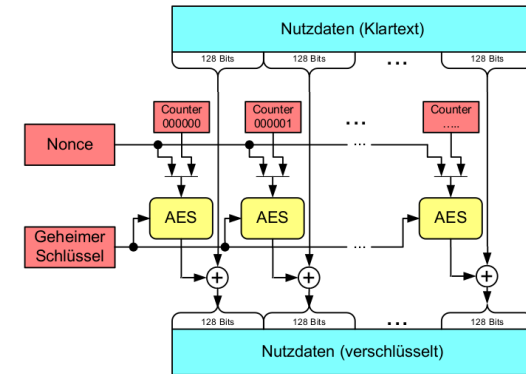 Nutzdaten (Klartext)
128 Bits
128 Bits
...
128 Bits
Counter
000000
Counter
000001
...
Counter
.....
Nonce
...
AES
AES
AES
Geheimer
Schlüssel
...
128 Bits
128 Bits
...
128 Bits
Nutzdaten (verschlüsselt)